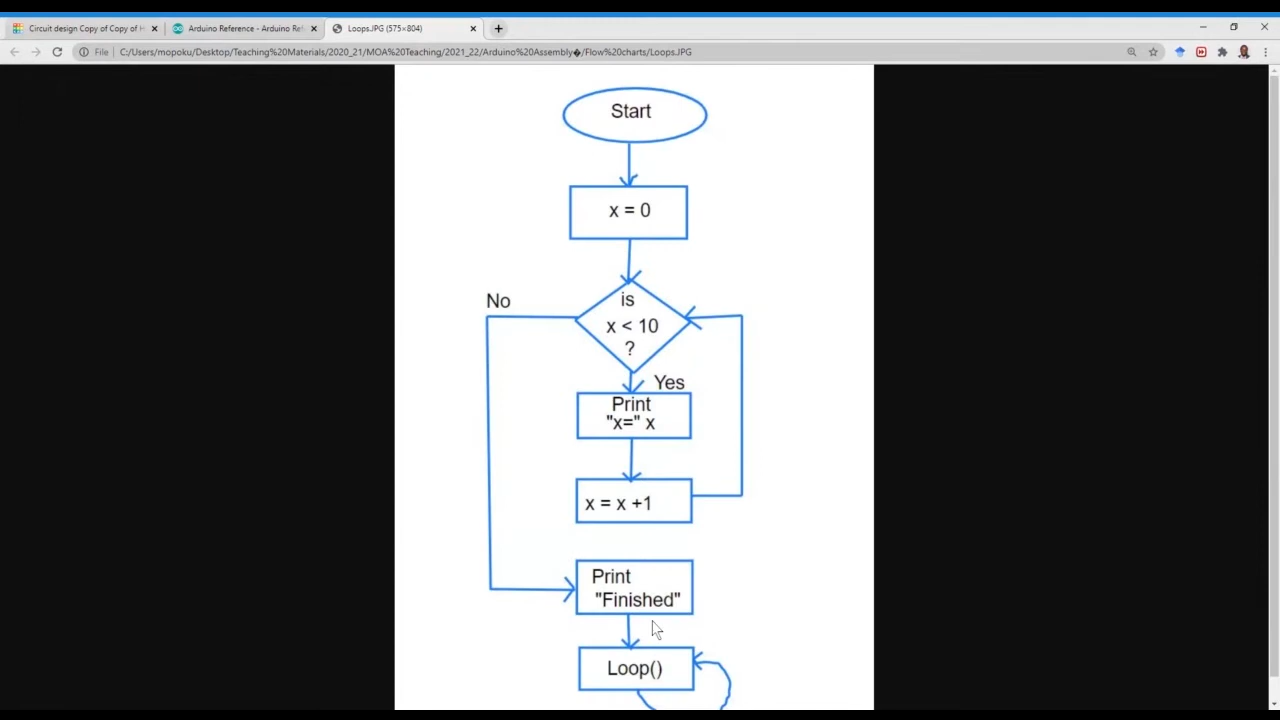 Circuit design Copy of Copy of H
Arduino Reference - Arduino Ref
Loops.JPG (575×804)
File
C:/Users/mopoku/Desktop/Teaching%20Materials/2020_21/MOA%20Teaching/2021_22/Arduino%20Assembly�/Flow%20charts/Loops.JPG
Start
x = 0
No
is
x < 10
?
Yes
Print
"x=" x
x = x +1
Print
"Finished"
Loop()